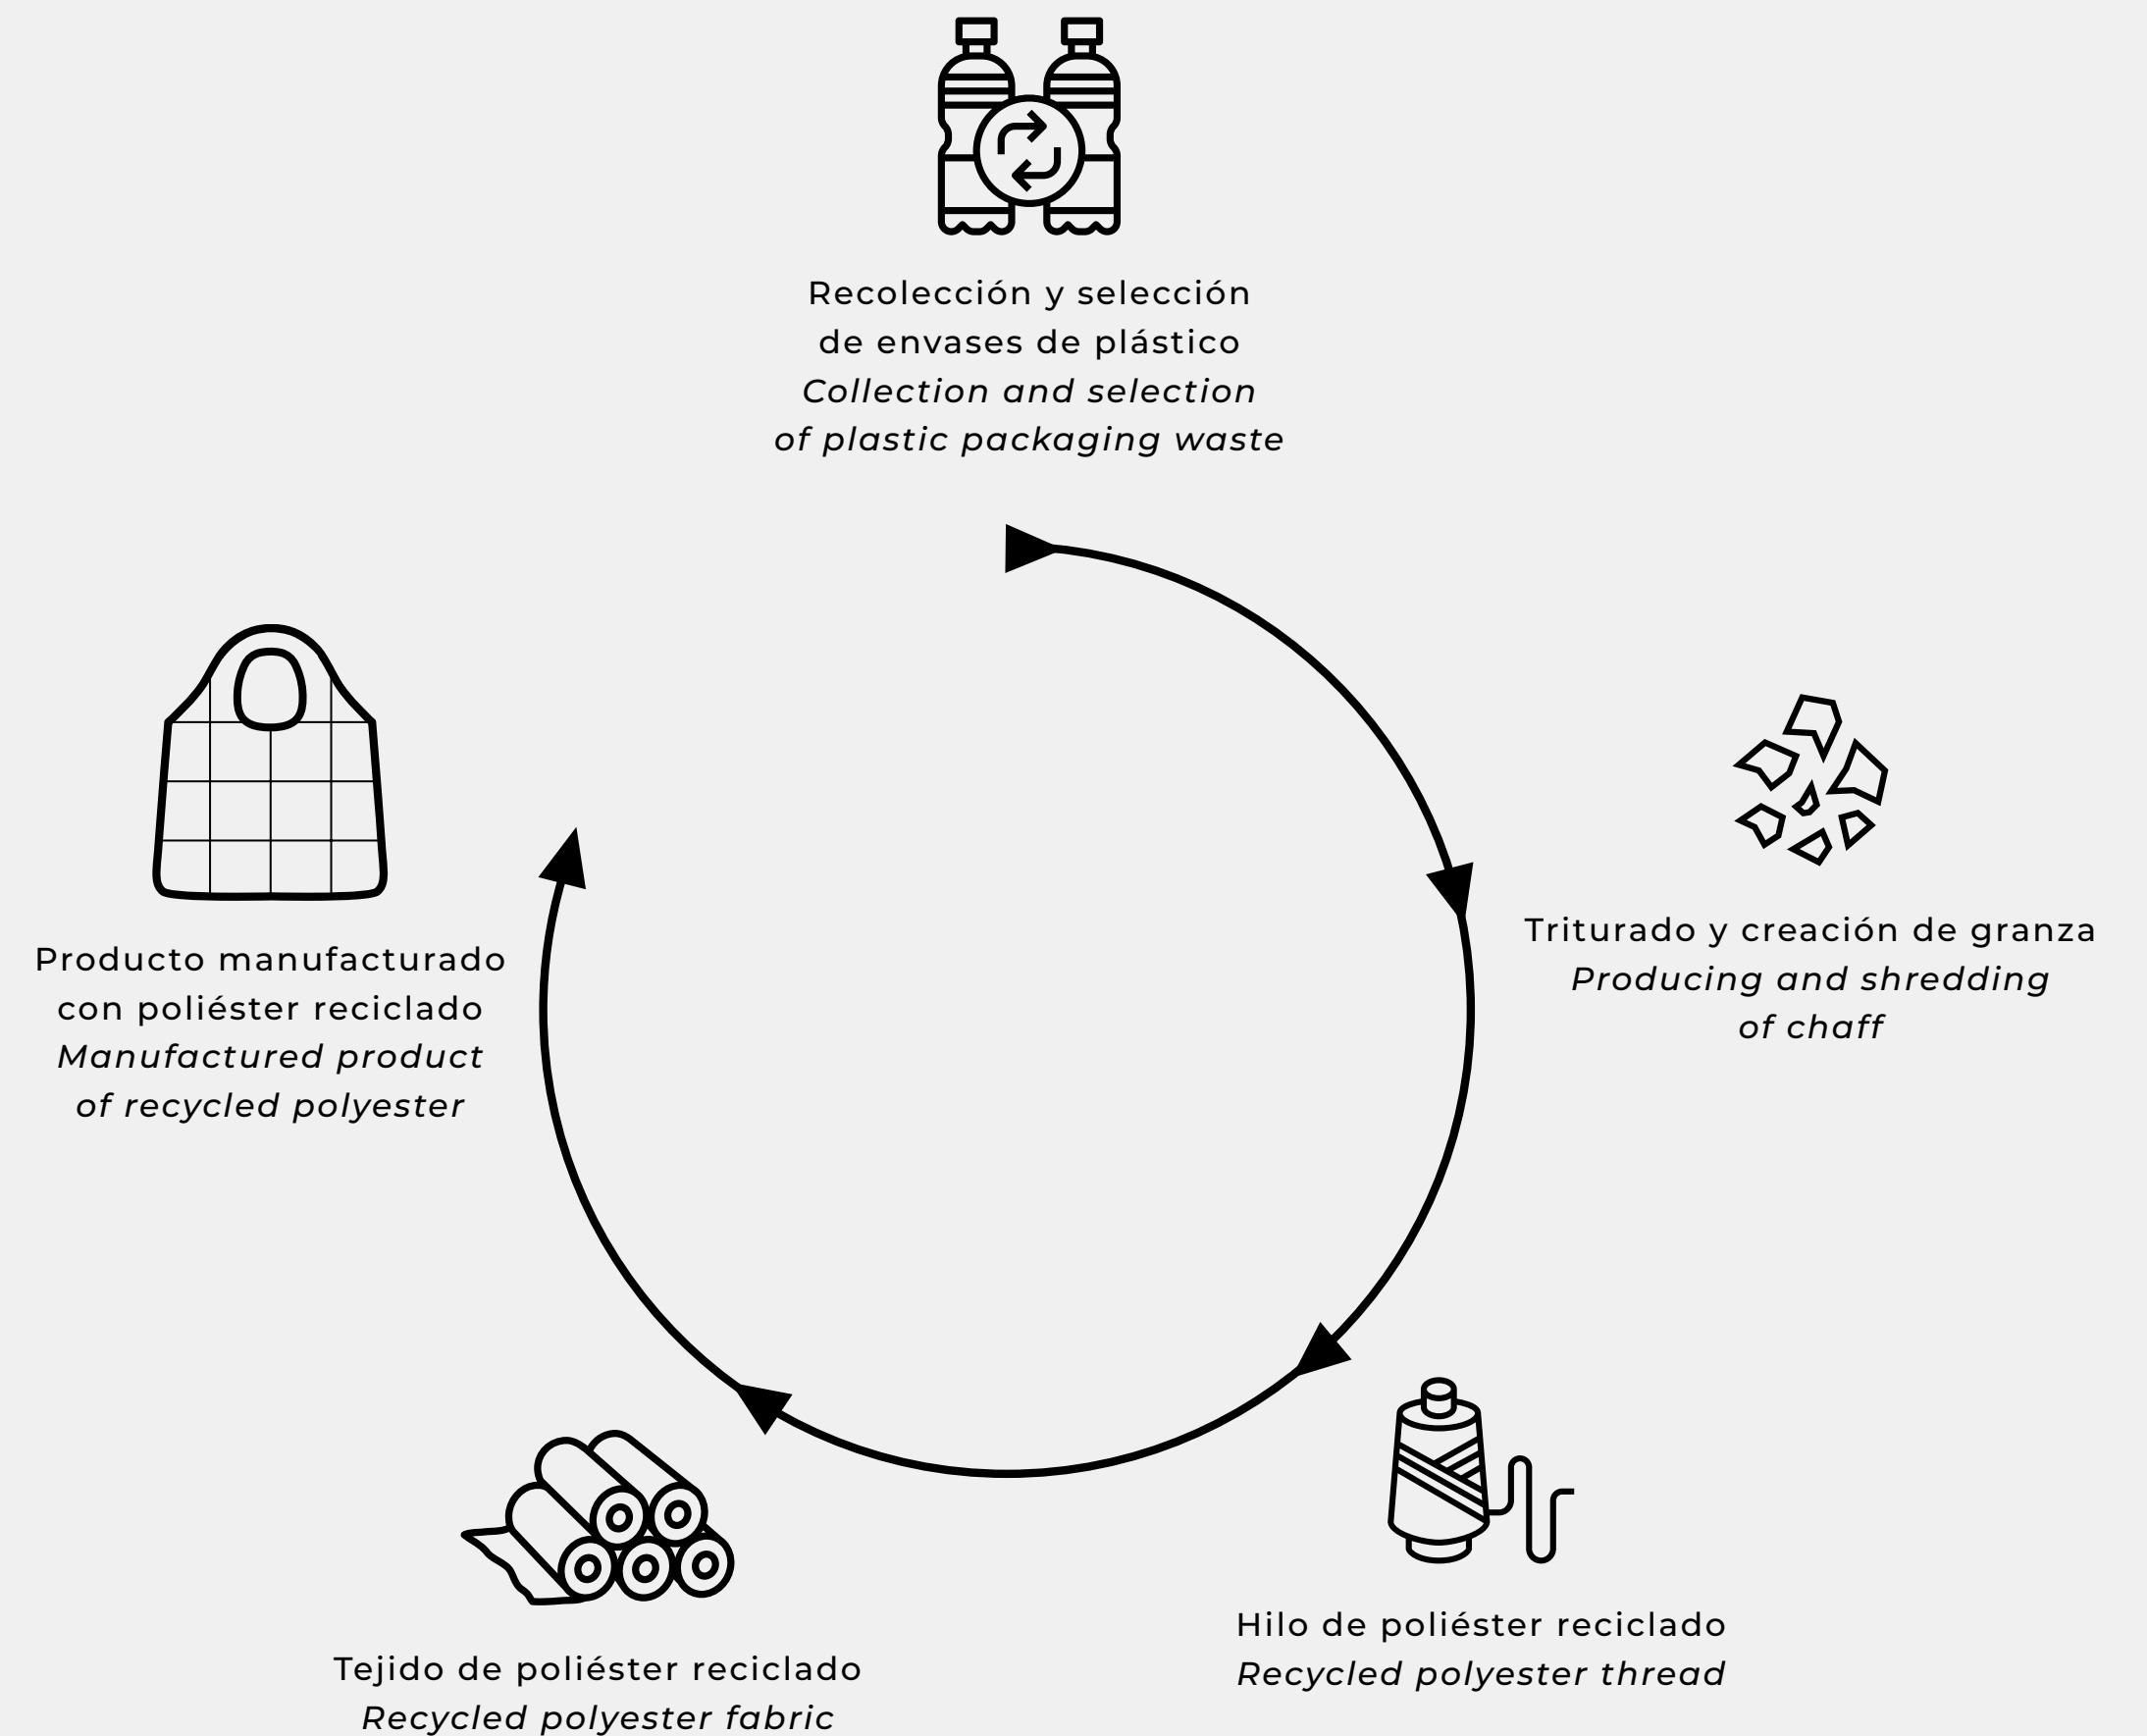 Recolección y selección
de envases de plástico
Collection and selection
of plastic packaging waste
Triturado y creación de granza
Producing and shredding
of chaff
Hilo de poliéster reciclado
Recycled polyester thread
Tejido de poliéster reciclado
Recycled polyester fabric
Producto manufacturado
con poliéster reciclado
Manufactured product
of recycled polyester